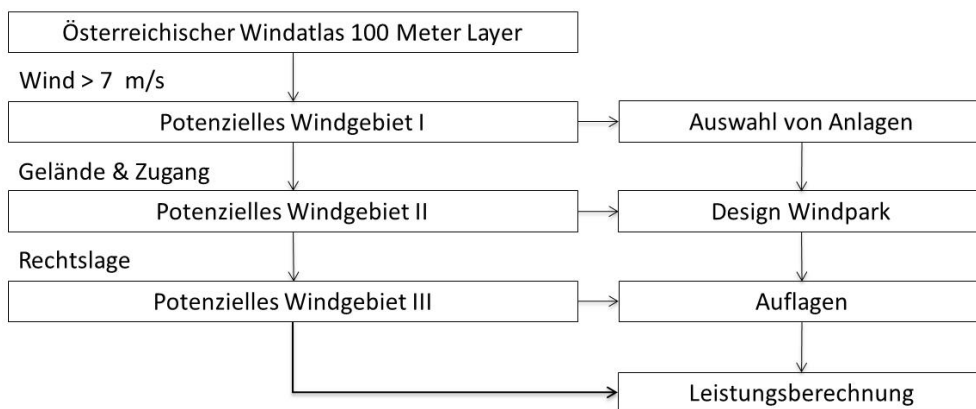 Österreichischer Windatlas 100 Meter Layer
Wind > 7 m/s
Potenzielles Windgebiet I
Auswahl von Anlagen
Gelände & Zugang
Potenzielles Windgebiet II
Design Windpark
Rechtslage
Potenzielles Windgebiet III
Auflagen
Leistungsberechnung